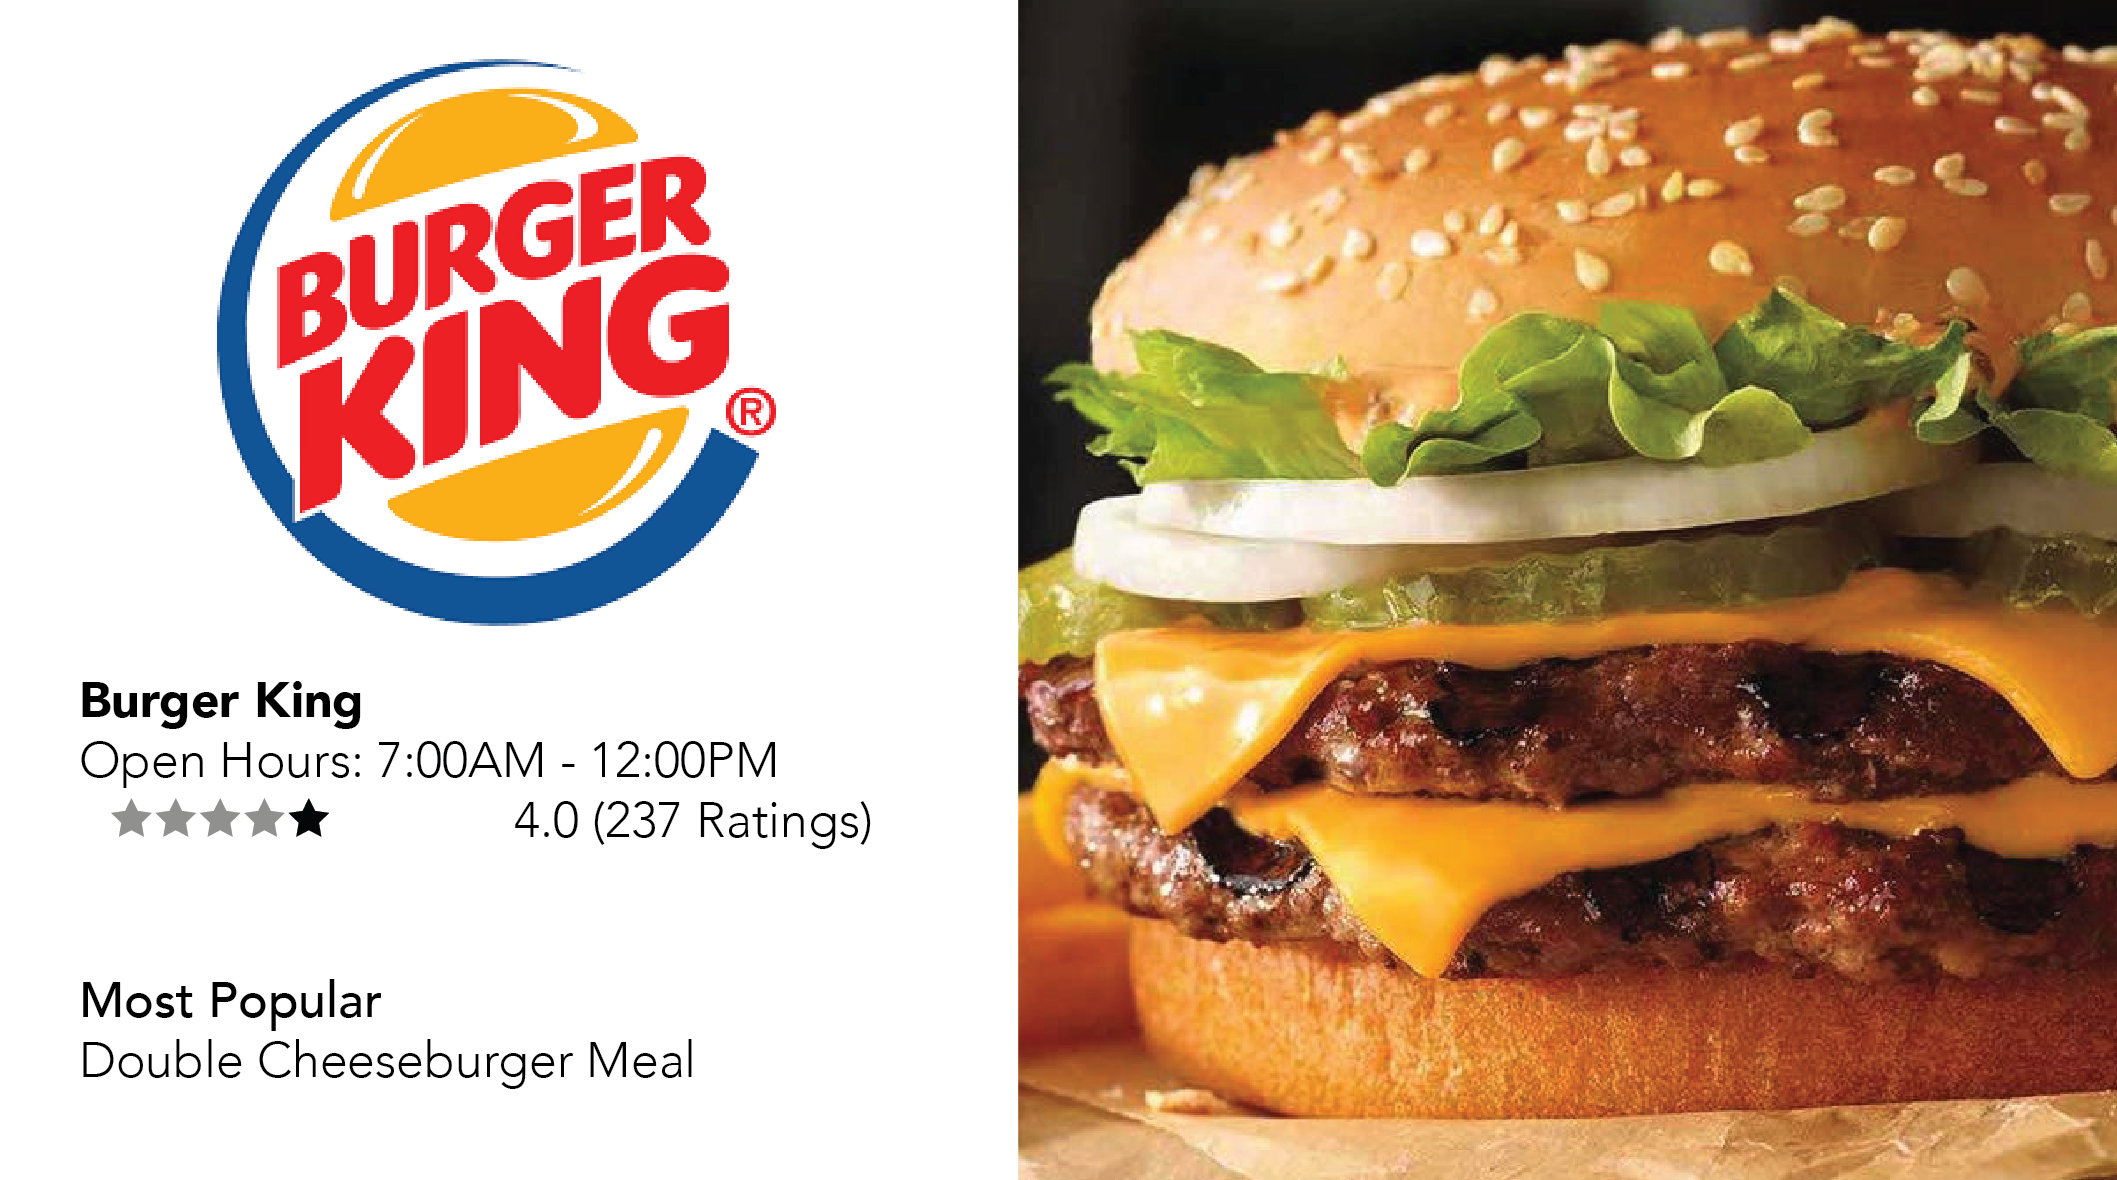 BURGER
KING®
Burger King
Open Hours: 7:00AM - 12:00PM
★★★★★ 4.0 (237 Ratings)
Most Popular
Double Cheeseburger Meal